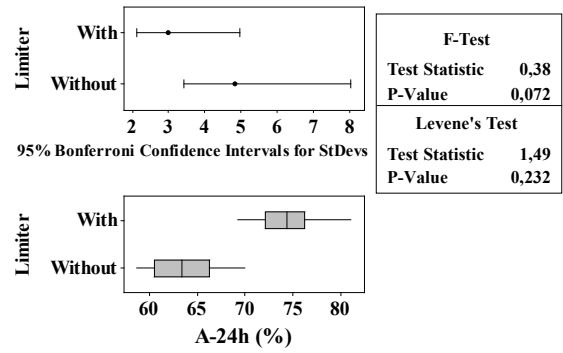 Limiter
With
Without
2 3 4 5 6 7 8
95% Bonferroni Confidence Intervals for StDevs
F-Test
Test Statistic 0,38
P-Value 0,072
Levene's Test
Test Statistic 1,49
P-Value 0,232
Limiter
With
Without
60 65 70 75 80
A-24h (%)